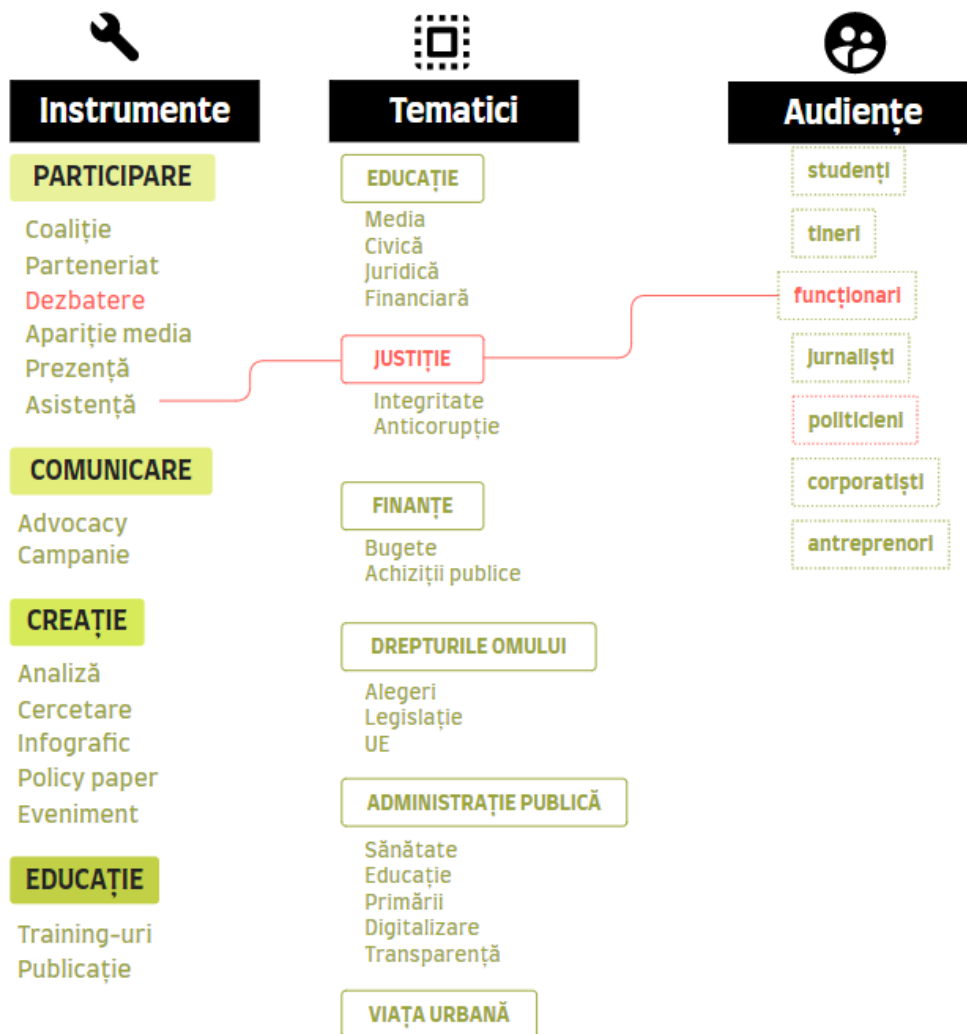 Instrumente
PARTICIPARE
Coaliție
Parteneriat
Dezbatere
Apariție media
Prezență
Asistență
COMUNICARE
Advocacy
Campanie
CREAȚIE
Analiză
Cercetare
Infografic
Policy paper
Eveniment
EDUCAȚIE
Training-uri
Publicație
Tematici
EDUCAȚIE
Media
Civică
Juridică
Financiară
JUSTIȚIE
Integritate
Anticorupție
FINANȚE
Bugete
Achiziții publice
DREPTURILE OMULUI
Alegeri
Legislație
UE
ADMINISTRAȚIE PUBLICĂ
Sănătate
Educație
Primării
Digitalizare
Transparență
VIAȚA URBANĂ
Audiențe
studenți
tineri
funcționari
jurnaliști
politicieni
corporatiști
antreprenori